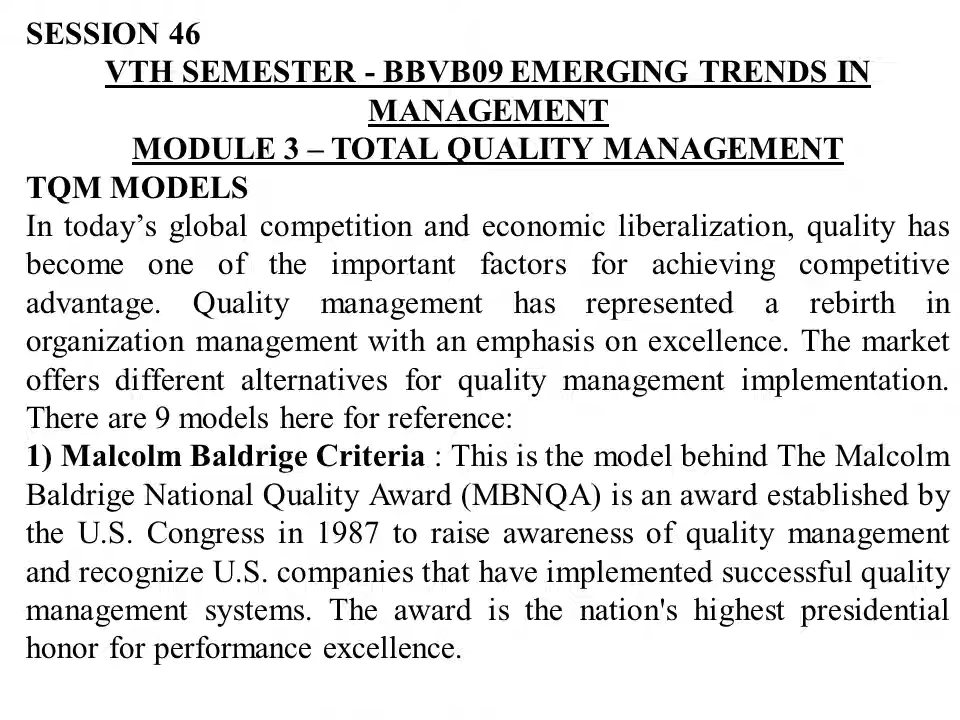 SESSION 46
VTH SEMESTER - BBVB09 EMERGING TRENDS IN
MANAGEMENT
MODULE 3 – TOTAL QUALITY MANAGEMENT
TQM MODELS
In today’s global competition and economic liberalization, quality has
become one of the important factors for achieving competitive
advantage. Quality management has represented a rebirth in
organization management with an emphasis on excellence. The market
offers different alternatives for quality management implementation.
There are 9 models here for reference:
1) Malcolm Baldrige Criteria : This is the model behind The Malcolm
Baldrige National Quality Award (MBNQA) is an award established by
the U.S. Congress in 1987 to raise awareness of quality management
and recognize U.S. companies that have implemented successful quality
management systems. The award is the nation's highest presidential
honor for performance excellence.